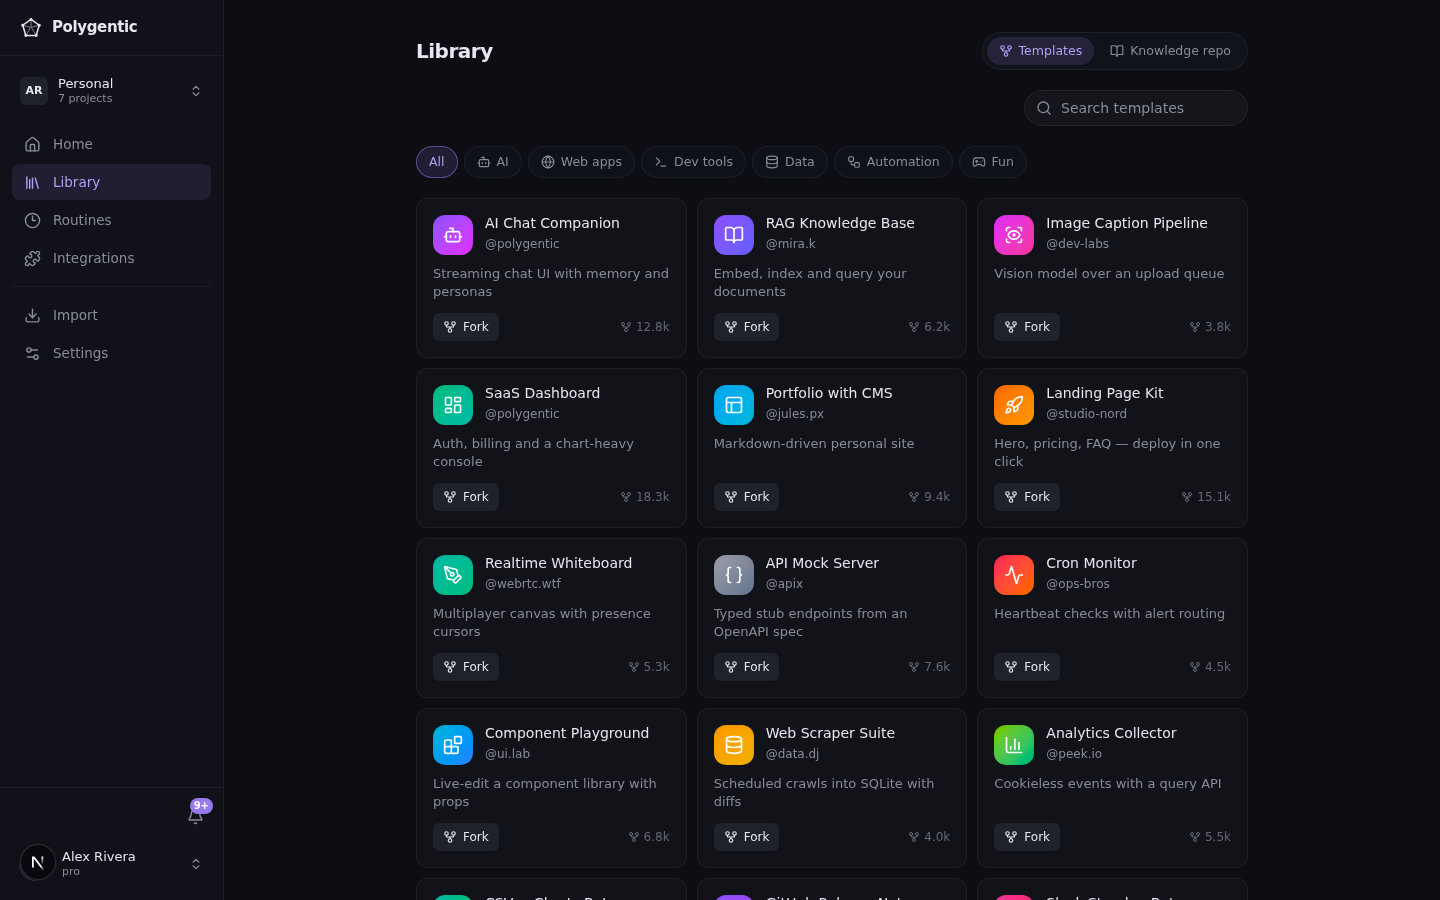 Polygentic
AR
Personal
7 projects
Home
Library
Routines
Integrations
Import
Settings
9+
N
Alex Rivera
pro
Library
Templates
Knowledge repo
Search templates
All
AI
Web apps
Dev tools
Data
Automation
Fun
AI Chat Companion
@polygentic
Streaming chat UI with memory and
personas
Fork
12.8k
RAG Knowledge Base
@mira.k
Embed, index and query your
documents
Fork
6.2k
Image Caption Pipeline
@dev-labs
Vision model over an upload queue
Fork
3.8k
SaaS Dashboard
@polygentic
Auth, billing and a chart-heavy
console
Fork
18.3k
Portfolio with CMS
@jules.px
Markdown-driven personal site
Fork
9.4k
Landing Page Kit
@studio-nord
Hero, pricing, FAQ — deploy in one
click
Fork
15.1k
Realtime Whiteboard
@webrtc.wtf
Multiplayer canvas with presence
cursors
Fork
5.3k
API Mock Server
@apix
Typed stub endpoints from an
OpenAPI spec
Fork
7.6k
Cron Monitor
@ops-bros
Heartbeat checks with alert routing
Fork
4.5k
Component Playground
@ui.lab
Live-edit a component library with
props
Fork
6.8k
Web Scraper Suite
@data.dj
Scheduled crawls into SQLite with
diffs
Fork
4.0k
Analytics Collector
@peek.io
Cookieless events with a query API
Fork
5.5k